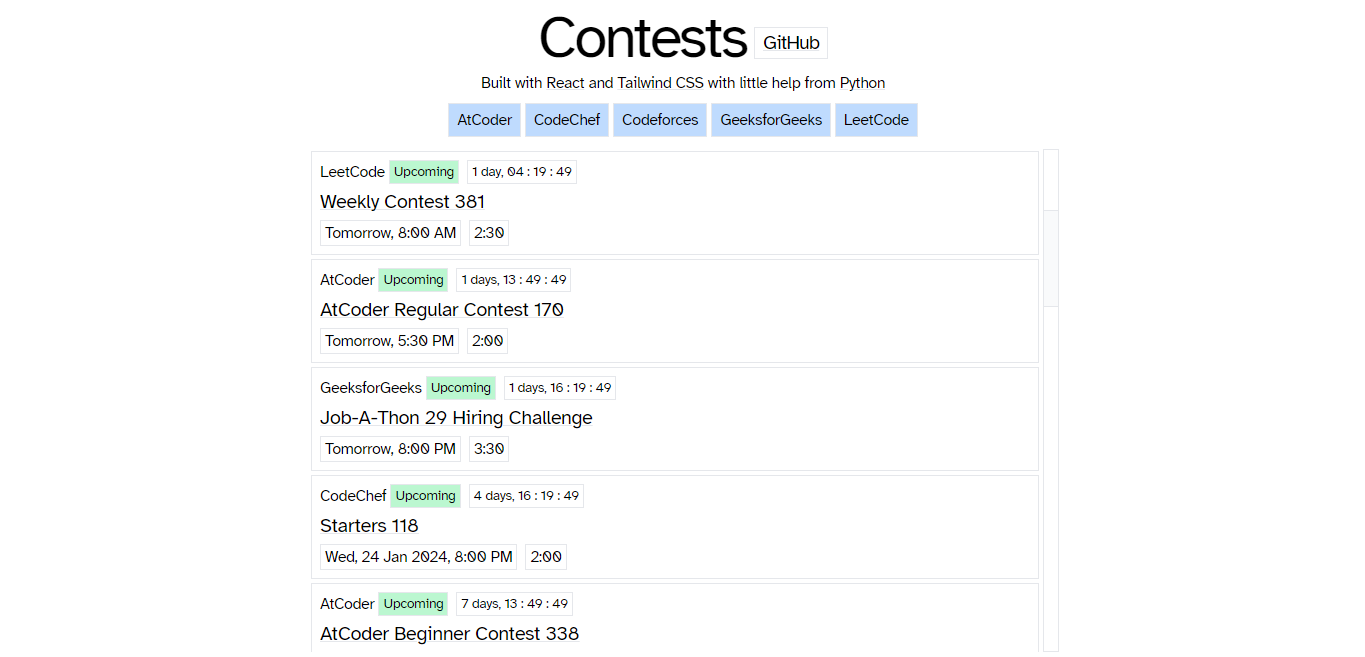 Contests GitHub
Built with React and Tailwind CSS with little help from Python
AtCoder CodeChef Codeforces GeeksforGeeks LeetCode
LeetCode Upcoming 1 day, 04 : 19 : 49
Weekly Contest 381
Tomorrow, 8:00 AM 2:30
AtCoder Upcoming 1 days, 13 : 49 : 49
AtCoder Regular Contest 170
Tomorrow, 5:30 PM 2:00
GeeksforGeeks Upcoming 1 days, 16 : 19 : 49
Job-A-Thon 29 Hiring Challenge
Tomorrow, 8:00 PM 3:30
CodeChef Upcoming 4 days, 16 : 19 : 49
Starters 118
Wed, 24 Jan 2024, 8:00 PM 2:00
AtCoder Upcoming 7 days, 13 : 49 : 49
AtCoder Beginner Contest 338